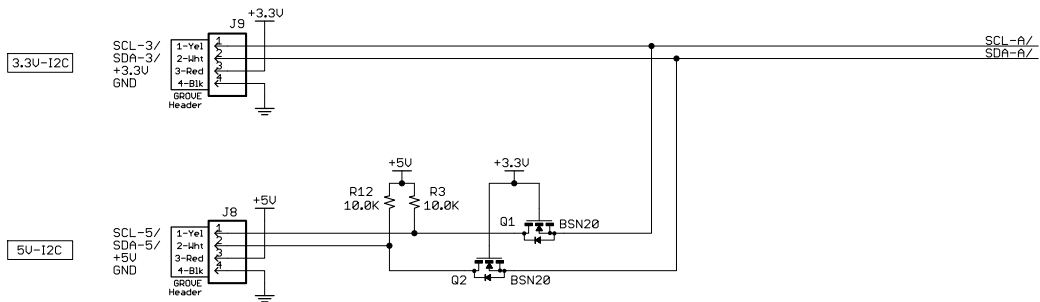 +3.3V
J9
SCL-A/
SDA-A/
SCL-3/
SDA-3/
+3.3V
GND
1-Yel
2-Wht
3-Red
4-Blk
1
2
3
4
GROVE
Header
3.3V-I2C
+5V
+3.3V
R12
10.0K
R3
10.0K
+5V
J8
Q1
BSN20
SCL-5/
SDA-5/
+5V
GND
1-Yel
2-Wht
3-Red
4-Blk
1
2
3
4
GROVE
Header
5V-I2C
Q2
BSN20